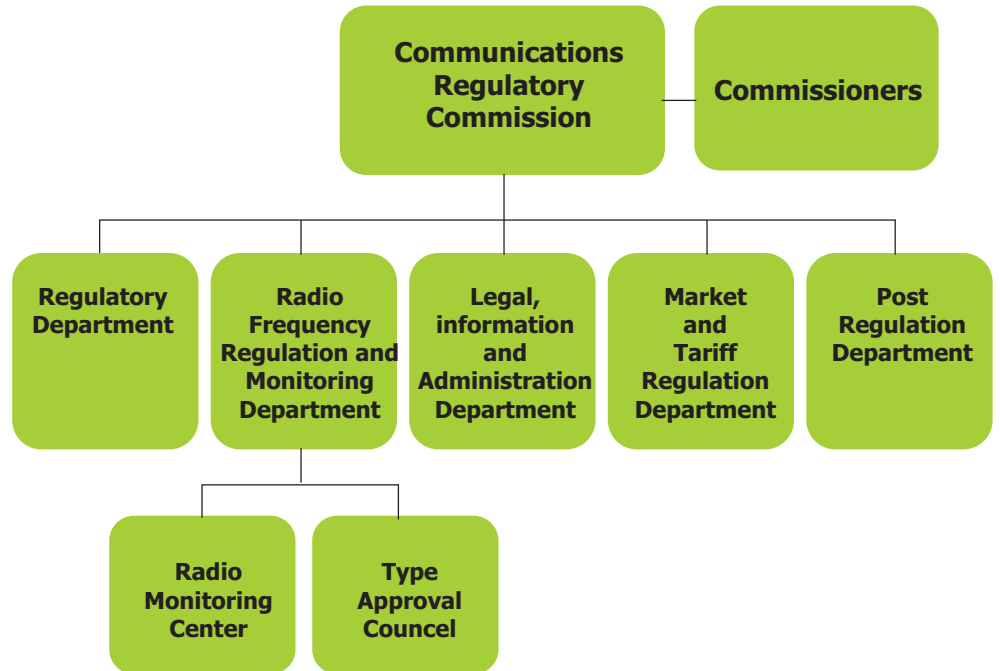 Communications
Regulatory
Commission
Commissioners
Regulatory
Department
Radio
Frequency
Regulation and
Monitoring
Department
Legal,
information
and
Administration
Department
Market
and
Tariff
Regulation
Department
Post
Regulation
Department
Radio
Monitoring
Center
Type
Approval
Councel